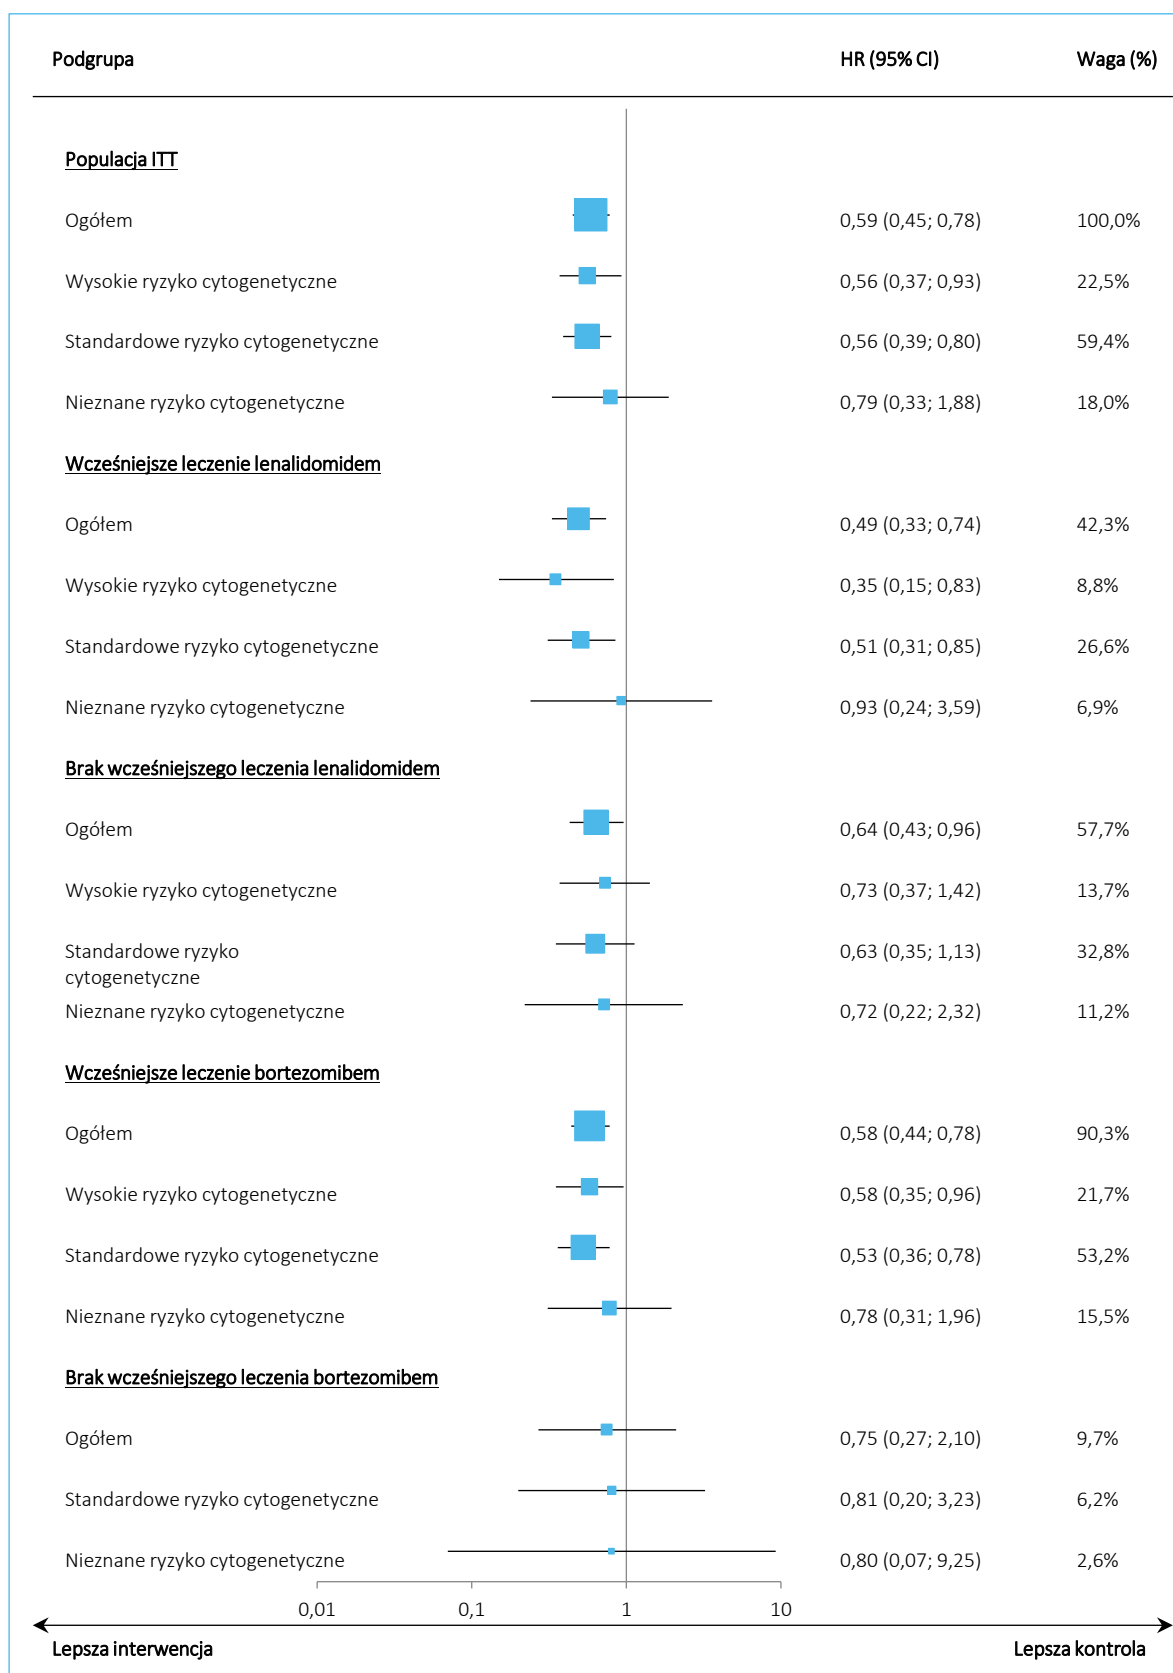 Podgrupa HR (95% CI) Waga (%)
Populacja ITT
Ogółem 0,59 (0,45; 0,78) 100,0%
Wysokie ryzyko cytogenetyczne 0,56 (0,37; 0,93) 22,5%
Standardowe ryzyko cytogenetyczne 0,56 (0,39; 0,80) 59,4%
Nieznane ryzyko cytogenetyczne 0,79 (0,33; 1,88) 18,0%
Wcześniejsze leczenie lenalidomidem
Ogółem 0,49 (0,33; 0,74) 42,3%
Wysokie ryzyko cytogenetyczne 0,35 (0,15; 0,83) 8,8%
Standardowe ryzyko cytogenetyczne 0,51 (0,31; 0,85) 26,6%
Nieznane ryzyko cytogenetyczne 0,93 (0,24; 3,59) 6,9%
Brak wcześniejszego leczenia lenalidomidem
Ogółem 0,64 (0,43; 0,96) 57,7%
Wysokie ryzyko cytogenetyczne 0,73 (0,37; 1,42) 13,7%
Standardowe ryzyko 0,63 (0,35; 1,13) 32,8%
cytogenetyczne
Nieznane ryzyko cytogenetyczne 0,72 (0,22; 2,32) 11,2%
Wcześniejsze leczenie bortezomibem
Ogółem 0,58 (0,44; 0,78) 90,3%
Wysokie ryzyko cytogenetyczne 0,58 (0,35; 0,96) 21,7%
Standardowe ryzyko cytogenetyczne 0,53 (0,36; 0,78) 53,2%
Nieznane ryzyko cytogenetyczne 0,78 (0,31; 1,96) 15,5%
Brak wcześniejszego leczenia bortezomibem
Ogółem 0,75 (0,27; 2,10) 9,7%
Standardowe ryzyko cytogenetyczne 0,81 (0,20; 3,23) 6,2%
Nieznane ryzyko cytogenetyczne 0,80 (0,07; 9,25) 2,6%
0,01 0,1 1 10
Lepsza interwencja Lepsza kontrola